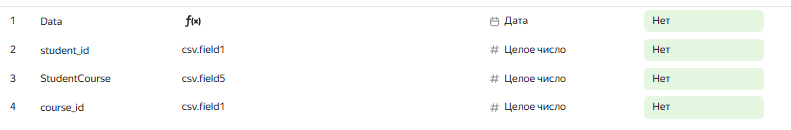 1 Data f(x) Дата Нет
2 student_id csv.field1 # Целое число Нет
3 StudentCourse csv.field5 # Целое число Нет
4 course_id csv.field1 # Целое число Нет